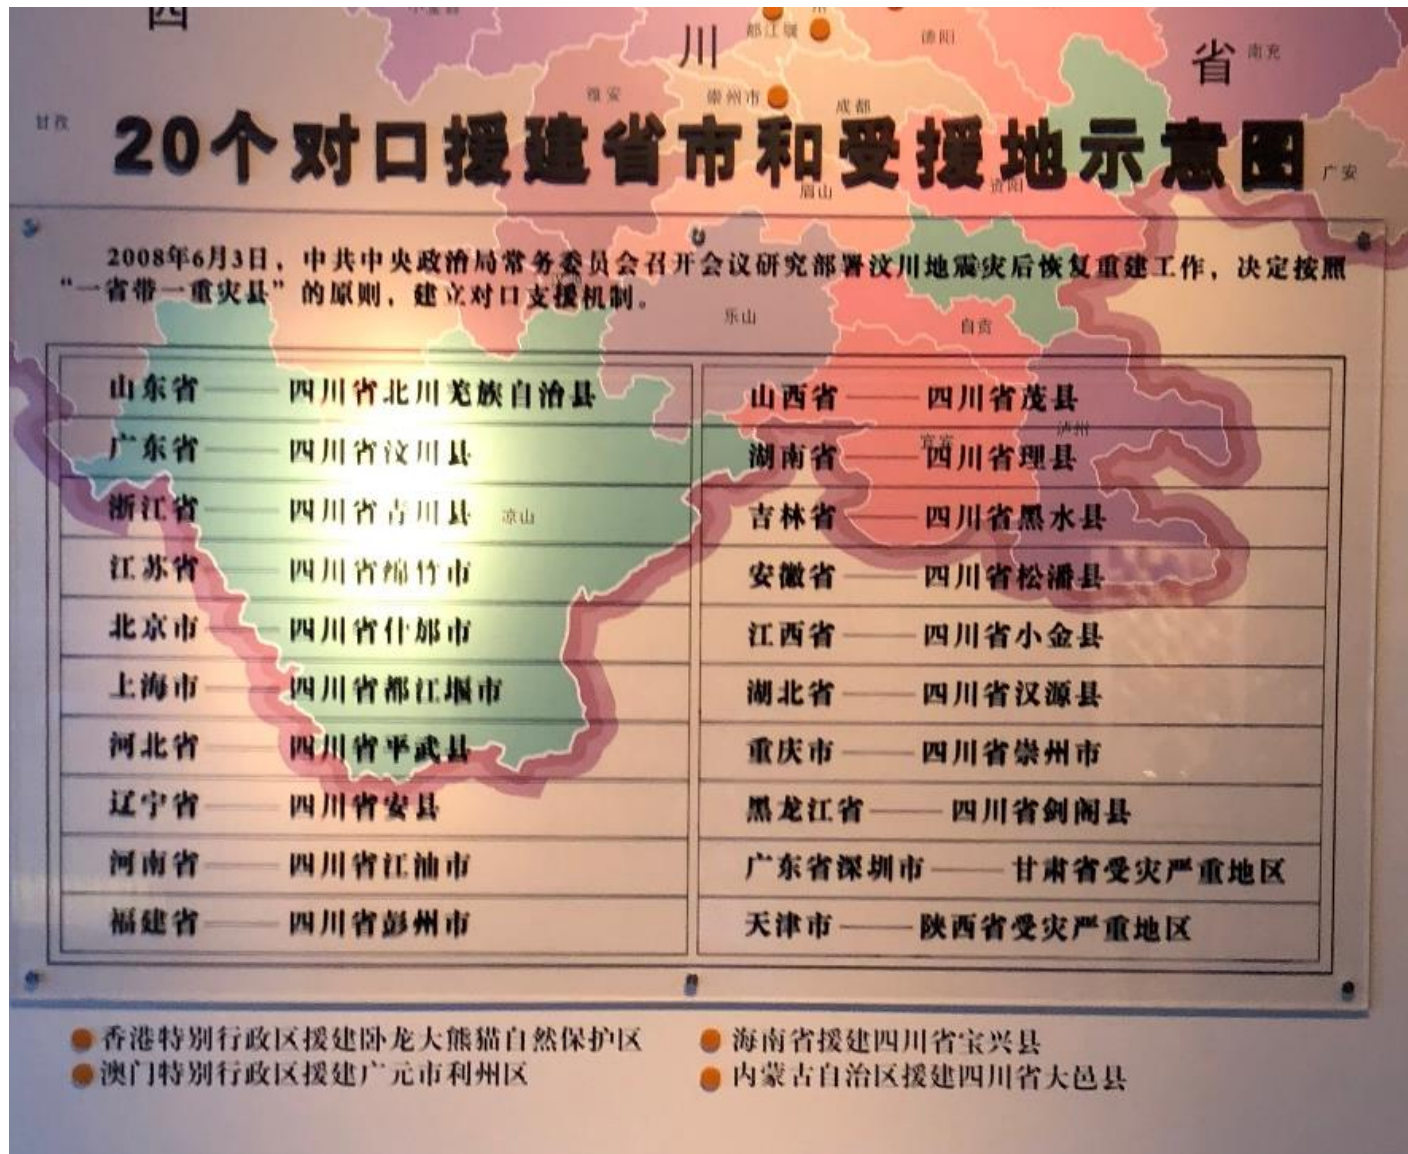 四 川 省
都江堰
德阳
南充
雅安
崇州市
成都
甘孜
20个对口援建省市和受援地示意图
广安
眉山
资阳
2008年6月3日，中共中央政治局常务委员会召开会议研究部署汶川地震灾后恢复重建工作，决定按照
“一省带一重灾县”的原则，建立对口支援机制。
乐山
自贡
山东省——四川省北川羌族自治县
广东省——四川省汶川县
浙江省——四川省青川县
凉山
江苏省——四川省绵竹市
北京市——四川省什邡市
上海市——四川省都江堰市
河北省——四川省平武县
辽宁省——四川省安县
河南省——四川省江油市
福建省——四川省彭州市
山西省——四川省茂县
泸州
宜宾
湖南省——四川省理县
吉林省——四川省黑水县
安徽省——四川省松潘县
江西省——四川省小金县
湖北省——四川省汉源县
重庆市——四川省崇州市
黑龙江省——四川省剑阁县
广东省深圳市——甘肃省受灾严重地区
天津市——陕西省受灾严重地区
香港特别行政区援建卧龙大熊猫自然保护区
澳门特别行政区援建广元市利州区
海南省援建四川省宝兴县
内蒙古自治区援建四川省大邑县